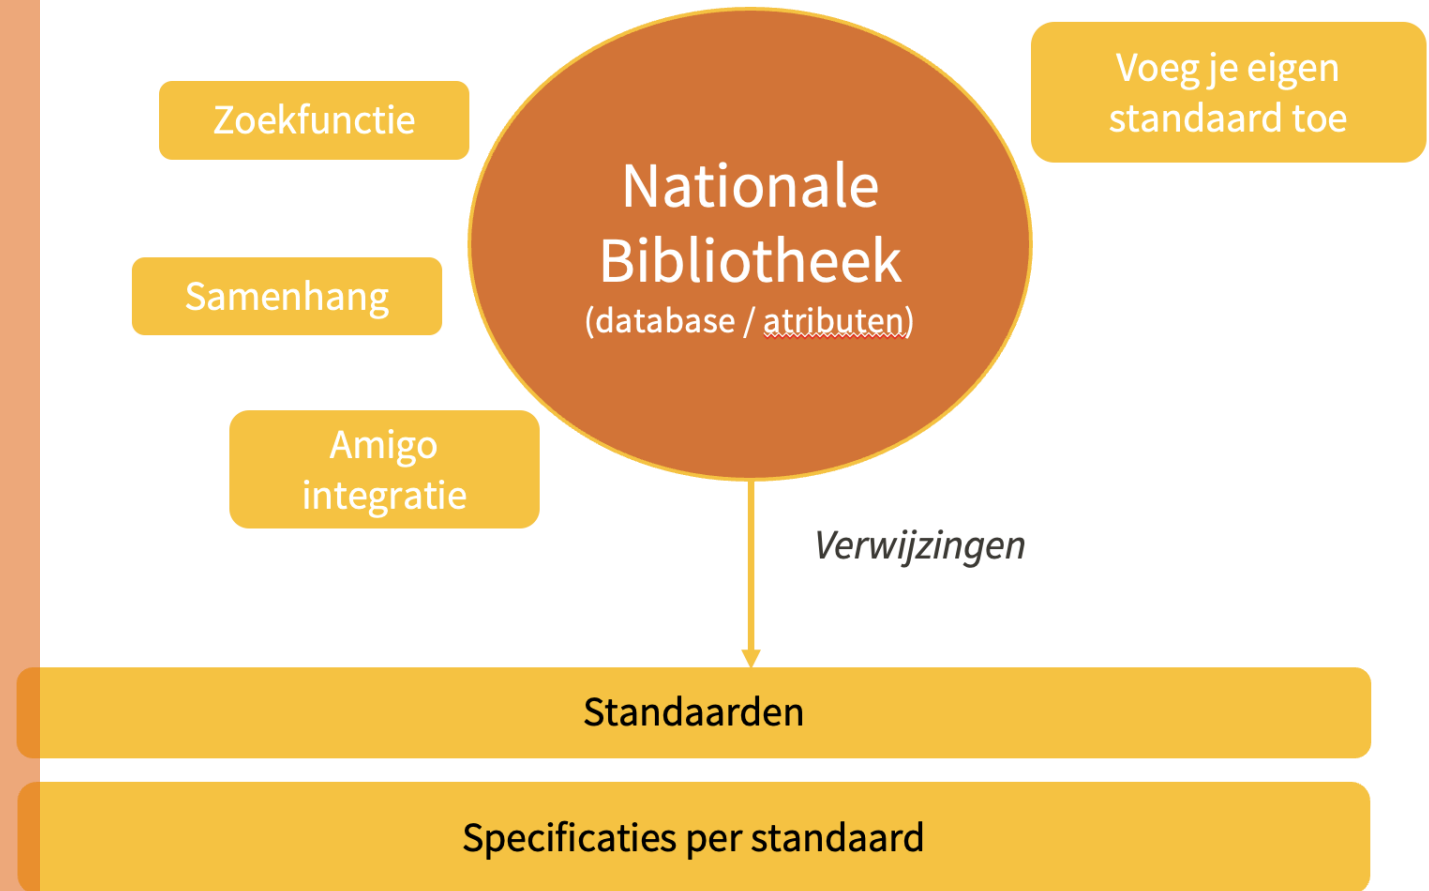 Zoekfunctie
Samenhang
Amigo
integratie
Nationale
Bibliotheek
(database / atributen)
Voeg je eigen
standaard toe
Verwijzingen
Standaarden
Specificaties per standaard